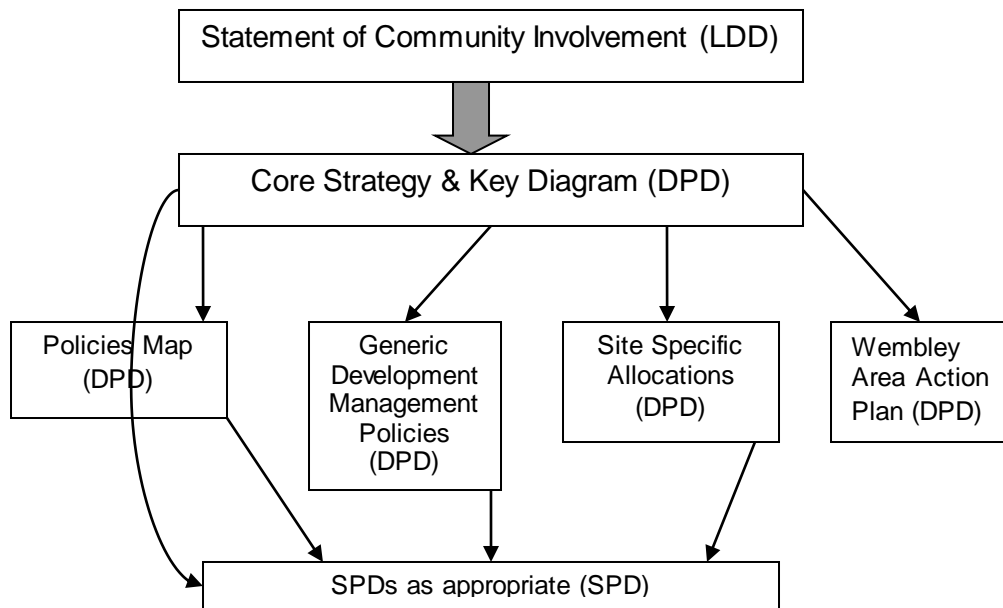 Statement of Community Involvement (LDD)
Core Strategy & Key Diagram (DPD)
Policies Map
(DPD)
Generic
Development
Management
Policies
(DPD)
Site Specific
Allocations
(DPD)
Wembley
Area Action
Plan (DPD)
SPDs as appropriate (SPD)